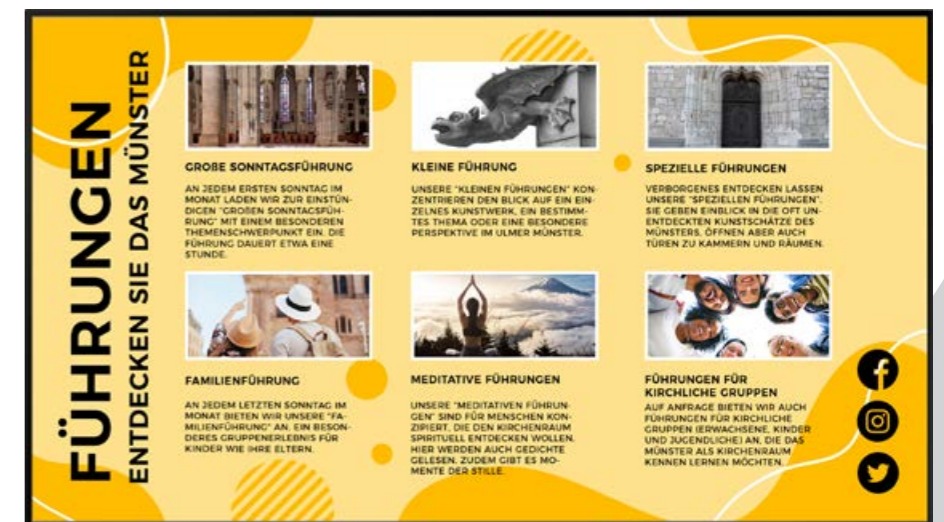 FÜHRUNGEN
ENTDECKEN SIE DAS MÜNSTER
GROßE SONNTAGSFÜHRUNG
AN JEDEM ERSTEN SONNTAG IM
MONAT LADEN WIR ZUR EINSTÜN-
DIGEN "GROßEN SONNTAGSFÜH-
RUNG" MIT EINEM BESONDEREN
THEMENSCHWERPUNKT EIN. DIE
FÜHRUNG DAUERT ETWA EINE
STUNDE.
KLEINE FÜHRUNG
UNSERE "KLEINEN FÜHRUNGEN" KON-
ZENTRIEREN DEN BLICK AUF EIN EIN-
ZELNES KUNSTWERK, EIN BESTIMM-
TES THEMA ODER EINE BESONDERE
PERSPEKTIVE IM ULMER MÜNSTER.
SPEZIELLE FÜHRUNGEN
VERBORGENES ENTDECKEN LASSEN
UNSERE "SPEZIELLEN FÜHRUNGEN".
SIE GEBEN EINBLICK IN DIE OFT UN-
ENTDECKTEN KUNSTSCHÄTZE DES
MÜNSTERS, ÖFFNEN ABER AUCH
TÜREN ZU KAMMERN UND RÄUMEN.
FAMILIENFÜHRUNG
AN JEDEM LETZTEN SONNTAG IM
MONAT BIETEN WIR UNSERE "FA-
MILIENFÜHRUNG" AN. EIN BESON-
DERES GRUPPENERLEBNIS FÜR
KINDER WIE IHRE ELTERN.
MEDITATIVE FÜHRUNGEN
UNSERE "MEDITATIVEN FÜHRUN-
GEN" SIND FÜR MENSCHEN KON-
ZIPIERT, DIE DEN KIRCHENRAUM
SPIRITUELL ENTDECKEN WOLLEN.
HIER WERDEN AUCH GEDICHTE
GELESEN. ZUDEM GIBT ES MO-
MENTE DER STILLE.
FÜHRUNGEN FÜR
KIRCHLICHE GRUPPEN
AUF ANFRAGE BIETEN WIR AUCH
FÜHRUNGEN FÜR KIRCHLICHE
GRUPPEN (ERWACHSENE, KINDER
UND JUGENDLICHE) AN, DIE DAS
MÜNSTER ALS KIRCHENRAUM
KENNEN LERNEN MÖCHTEN.